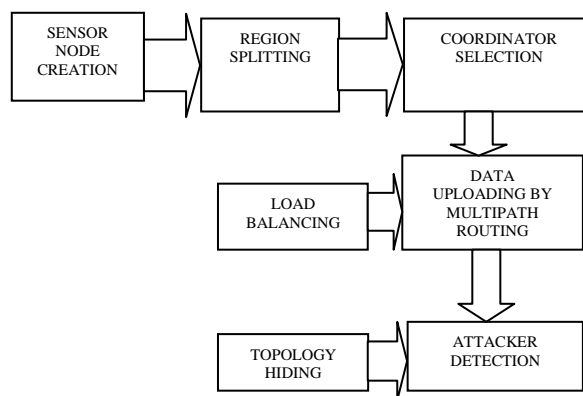 SENSOR
NODE
CREATION
REGION
SPLITTING
COORDINATOR
SELECTION
DATA
UPLOADING BY
MULTIPATH
ROUTING
LOAD
BALANCING
ATTACKER
DETECTION
TOPOLOGY
HIDING